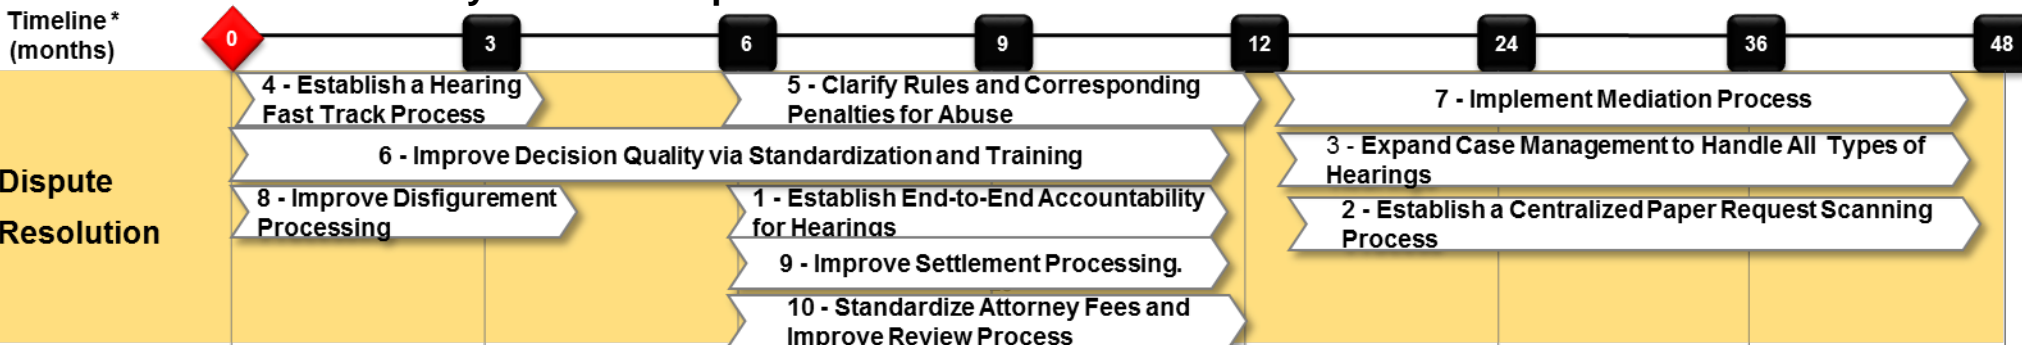 Timeline *
(months)
0
3
6
9
12
24
36
48
Dispute
Resolution
4 - Establish a Hearing
Fast Track Process
5 - Clarify Rules and Corresponding
Penalties for Abuse
7 - Implement Mediation Process
6 - Improve Decision Quality via Standardization and Training
3 - Expand Case Management to Handle All Types of
Hearings
8 - Improve Disfigurement
Processing
1 - Establish End-to-End Accountability
for Hearings
2 - Establish a Centralized Paper Request Scanning
Process
9 - Improve Settlement Processing.
10 - Standardize Attorney Fees and
Improve Review Process